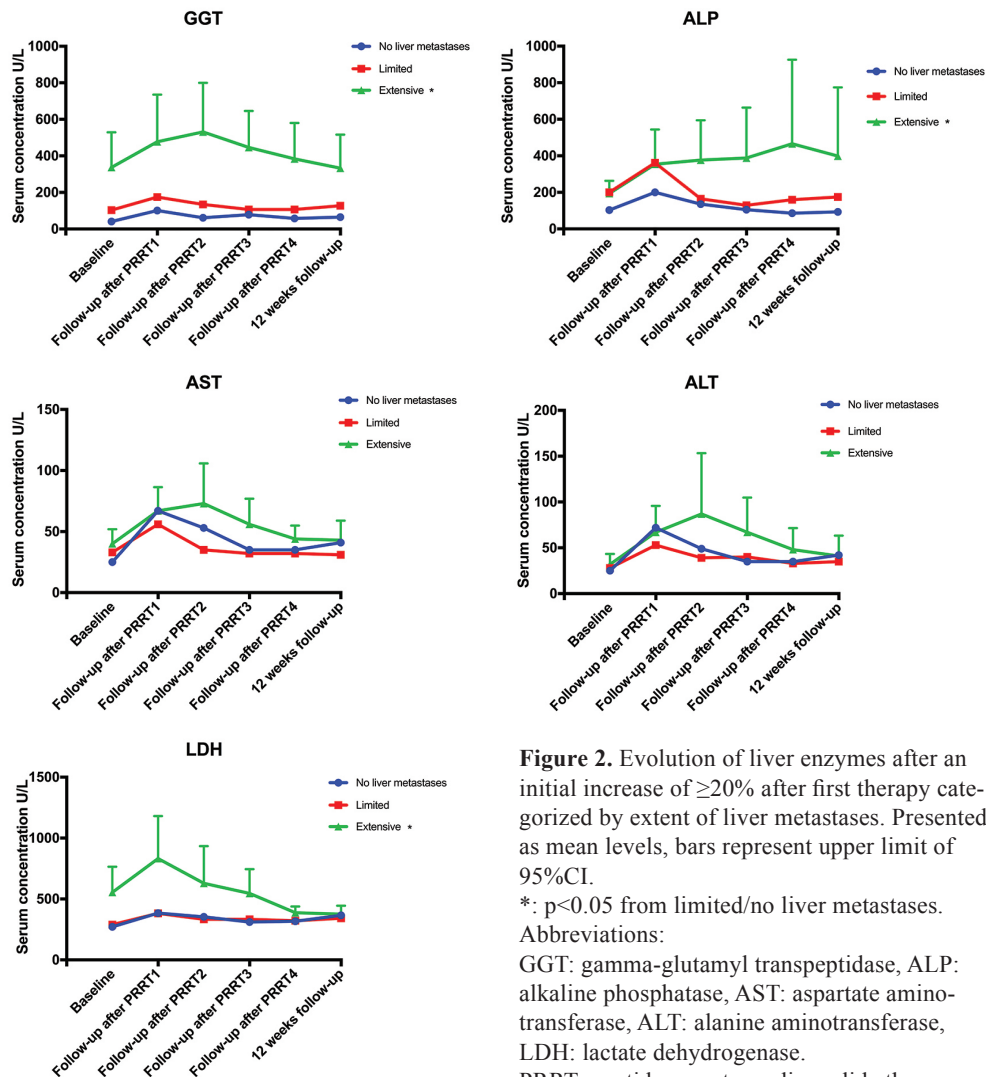 GGT
Serum concentration U/L
1000
800
600
400
200
0
No liver metastases
Limited
Extensive *
Baseline
Follow-up after PRRT1
Follow-up after PRRT2
Follow-up after PRRT3
Follow-up after PRRT4
12 weeks follow-up
ALP
Serum concentration U/L
1000
800
600
400
200
0
No liver metastases
Limited
Extensive *
Baseline
Follow-up after PRRT1
Follow-up after PRRT2
Follow-up after PRRT3
Follow-up after PRRT4
12 weeks follow-up
AST
Serum concentration U/L
150
100
50
0
No liver metastases
Limited
Extensive
Baseline
Follow-up after PRRT1
Follow-up after PRRT2
Follow-up after PRRT3
Follow-up after PRRT4
12 weeks follow-up
ALT
Serum concentration U/L
200
150
100
50
0
No liver metastases
Limited
Extensive
Baseline
Follow-up after PRRT1
Follow-up after PRRT2
Follow-up after PRRT3
Follow-up after PRRT4
12 weeks follow-up
LDH
Serum concentration U/L
1500
1000
500
0
No liver metastases
Limited
Extensive *
Baseline
Follow-up after PRRT1
Follow-up after PRRT2
Follow-up after PRRT3
Follow-up after PRRT4
12 weeks follow-up
Figure 2. Evolution of liver enzymes after an
initial increase of ≥20% after first therapy cate-
gorized by extent of liver metastases. Presented
as mean levels, bars represent upper limit of
95%CI.
*: p<0.05 from limited/no liver metastases.
Abbreviations:
GGT: gamma-glutamyl transpeptidase, ALP:
alkaline phosphatase, AST: aspartate amino-
transferase, ALT: alanine aminotransferase,
LDH: lactate dehydrogenase.